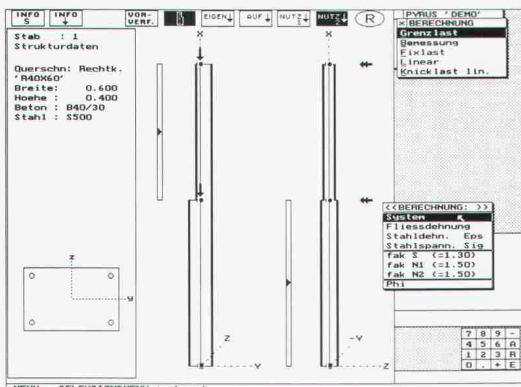 INFO S
INFO
VOR-VERF.
EIGEN
AUF
NUTZ 1
NUTZ 2
R
PYRUS 'DEMO'
×BERECHNUNG
Grenzlast
Bemessung
Fixlast
Linear
Knicklast lin.
Stab : 1
Strukturdaten
Querschn: Rechtk.
'R40X60'
Breite: 0.600
Hoehe : 0.400
Beton : B40/30
Stahl : S500
x
x
<<BERECHNUNG: >>
System
Fliessdehnung
Stahldehn. Eps
Stahlspann. Sig
fak S (=1.30)
fak N1 (=1.50)
fak N2 (=1.50)
Phi
z
y
Z
Y
-Y
Z
7 8 9 -
4 5 6 A
1 2 3 R
0 . + E